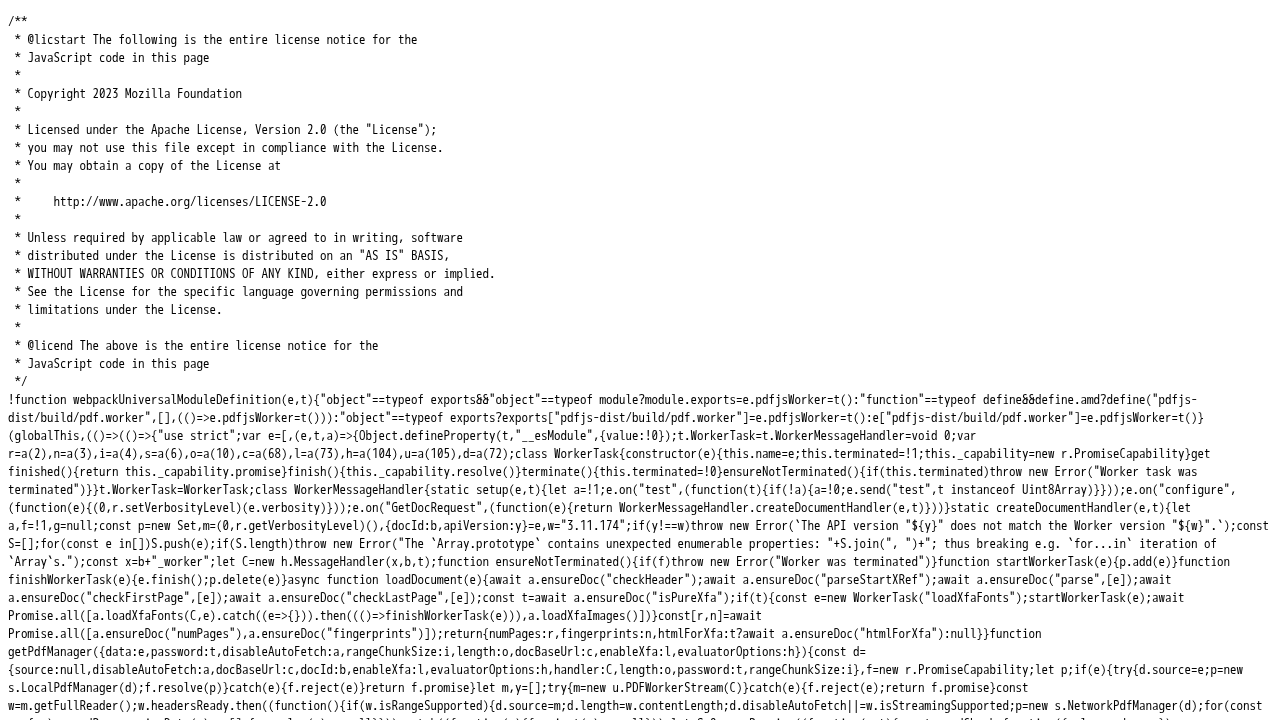 /**
 * @licstart The following is the entire license notice for the
 * JavaScript code in this page
 *
 * Copyright 2023 Mozilla Foundation
 *
 * Licensed under the Apache License, Version 2.0 (the "License");
 * you may not use this file except in compliance with the License.
 * You may obtain a copy of the License at
 *
 *     http://www.apache.org/licenses/LICENSE-2.0
 *
 * Unless required by applicable law or agreed to in writing, software
 * distributed under the License is distributed on an "AS IS" BASIS,
 * WITHOUT WARRANTIES OR CONDITIONS OF ANY KIND, either express or implied.
 * See the License for the specific language governing permissions and
 * limitations under the License.
 *
 * @licend The above is the entire license notice for the
 * JavaScript code in this page
 */
!function webpackUniversalModuleDefinition(e,t){"object"==typeof exports&&"object"==typeof module?module.exports=e.pdfjsWorker=t():"function"==typeof define&&define.amd?define("pdfjs-
dist/build/pdf.worker",[],(()=>e.pdfjsWorker=t())):"object"==typeof exports?exports["pdfjs-dist/build/pdf.worker"]=e.pdfjsWorker=t():e["pdfjs-dist/build/pdf.worker"]=e.pdfjsWorker=t()}
(globalThis,(()=>(()=>{"use strict";var e=[,(e,t,a)=>{Object.defineProperty(t,"__esModule",{value:!0});t.WorkerTask=t.WorkerMessageHandler=void 0;var
r=a(2),n=a(3),i=a(4),s=a(6),o=a(10),c=a(68),l=a(73),h=a(104),u=a(105),d=a(72);class WorkerTask{constructor(e){this.name=e;this.terminated=!1;this._capability=new r.PromiseCapability}get
finished(){return this._capability.promise}finish(){this._capability.resolve()}terminate(){this.terminated=!0}ensureNotTerminated(){if(this.terminated)throw new Error("Worker task was
terminated")}}t.WorkerTask=WorkerTask;class WorkerMessageHandler{static setup(e,t){let a=!1;e.on("test",(function(t){if(!a){a=!0;e.send("test",t instanceof Uint8Array)}}));e.on("configure",
(function(e){(0,r.setVerbosityLevel)(e.verbosity)}));e.on("GetDocRequest",(function(e){return WorkerMessageHandler.createDocumentHandler(e,t)}))}static createDocumentHandler(e,t){let
a,f=!1,g=null;const p=new Set,m=(0,r.getVerbosityLevel)(),{docId:b,apiVersion:y}=e,w="3.11.174";if(y!==w)throw new Error(`The API version "${y}" does not match the Worker version "${w}".`);const
S=[];for(const e in[])S.push(e);if(S.length)throw new Error("The `Array.prototype` contains unexpected enumerable properties: "+S.join(", ")+"; thus breaking e.g. `for...in` iteration of
`Array`s.");const x=b+"_worker";let C=new h.MessageHandler(x,b,t);function ensureNotTerminated(){if(f)throw new Error("Worker was terminated")}function startWorkerTask(e){p.add(e)}function
finishWorkerTask(e){e.finish();p.delete(e)}async function loadDocument(e){await a.ensureDoc("checkHeader");await a.ensureDoc("parseStartXRef");await a.ensureDoc("parse",[e]);await
a.ensureDoc("checkFirstPage",[e]);await a.ensureDoc("checkLastPage",[e]);const t=await a.ensureDoc("isPureXfa");if(t){const e=new WorkerTask("loadXfaFonts");startWorkerTask(e);await
Promise.all([a.loadXfaFonts(C,e).catch((e=>{})).then((()=>finishWorkerTask(e))),a.loadXfaImages()])}const[r,n]=await
Promise.all([a.ensureDoc("numPages"),a.ensureDoc("fingerprints")]);return{numPages:r,fingerprints:n,htmlForXfa:t?await a.ensureDoc("htmlForXfa"):null}}function
getPdfManager({data:e,password:t,disableAutoFetch:a,rangeChunkSize:i,length:o,docBaseUrl:c,enableXfa:l,evaluatorOptions:h}){const d=
{source:null,disableAutoFetch:a,docBaseUrl:c,docId:b,enableXfa:l,evaluatorOptions:h,handler:C,length:o,password:t,rangeChunkSize:i},f=new r.PromiseCapability;let p;if(e){try{d.source=e;p=new
s.LocalPdfManager(d);f.resolve(p)}catch(e){f.reject(e)}return f.promise}let m,y=[];try{m=new u.PDFWorkerStream(C)}catch(e){f.reject(e);return f.promise}const
w=m.getFullReader();w.headersReady.then((function(){if(w.isRangeSupported){d.source=m;d.length=w.contentLength;d.disableAutoFetch||=w.isStreamingSupported;p=new s.NetworkPdfManager(d);for(const